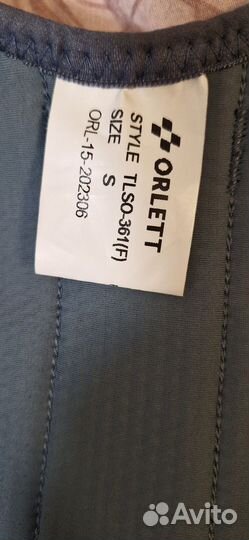 ORLETT
STYLE TLSO-361(F)
SIZE S
ORL-15-202306
Avito